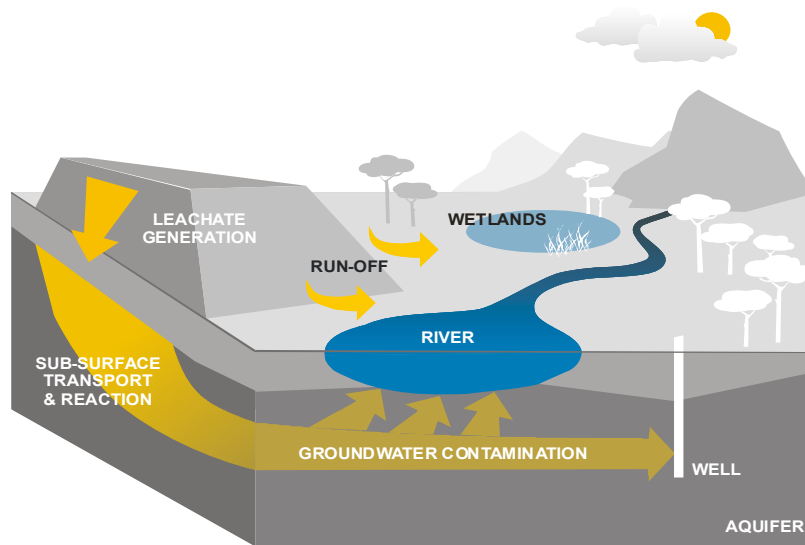 LEACHATE
GENERATION
WETLANDS
RUN-OFF
RIVER
SUB-SURFACE
TRANSPORT
& REACTION
GROUNDWATER CONTAMINATION
WELL
AQUIFER